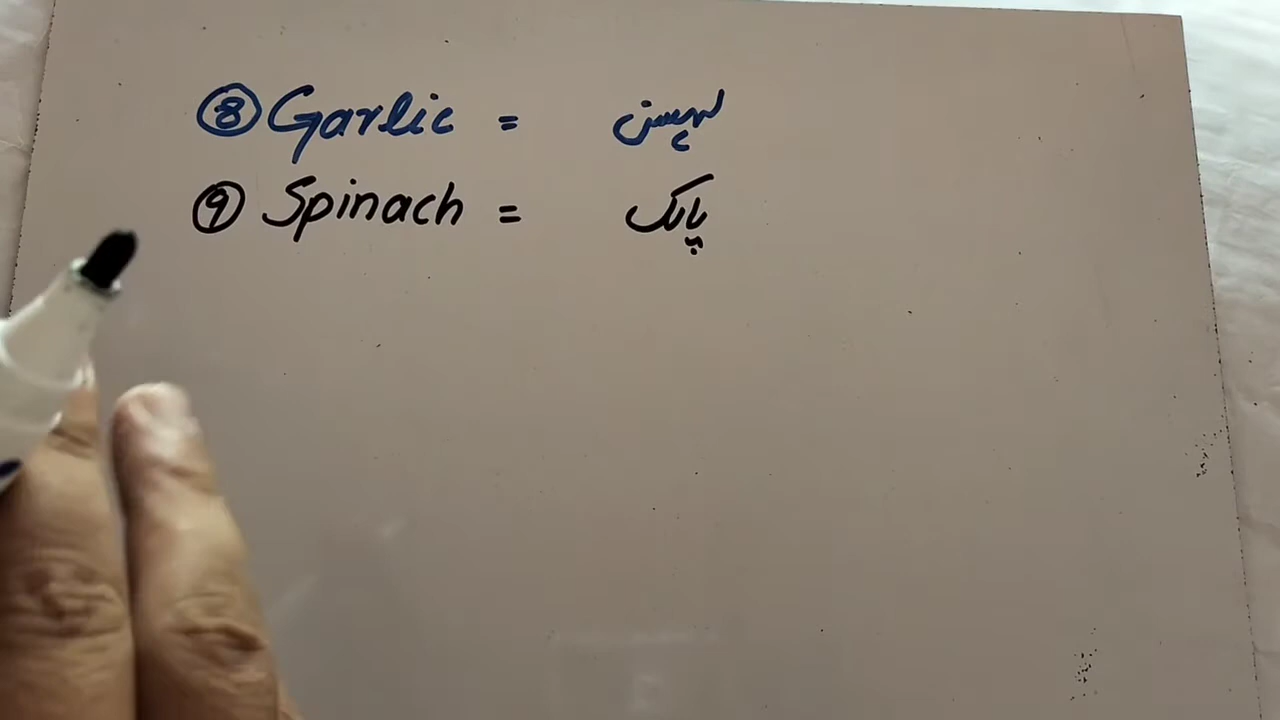 ⑧ Garlic = لہسن
⑨ Spinach = پالک